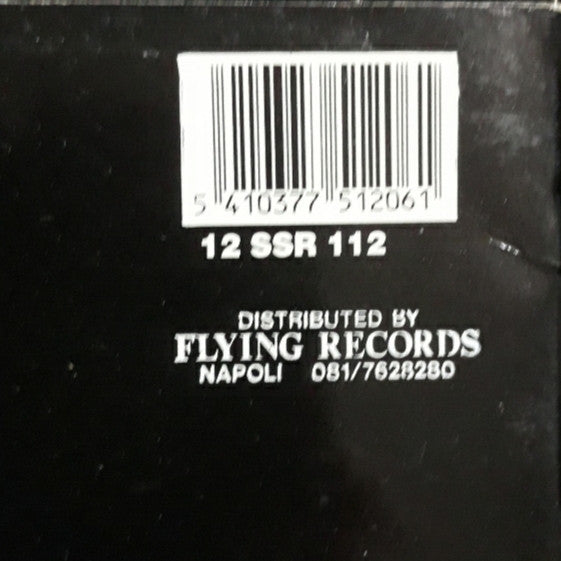 5 410377 512061
12 SSR 112
DISTRIBUTED BY
FLYING RECORDS
NAPOLI 081/7628280